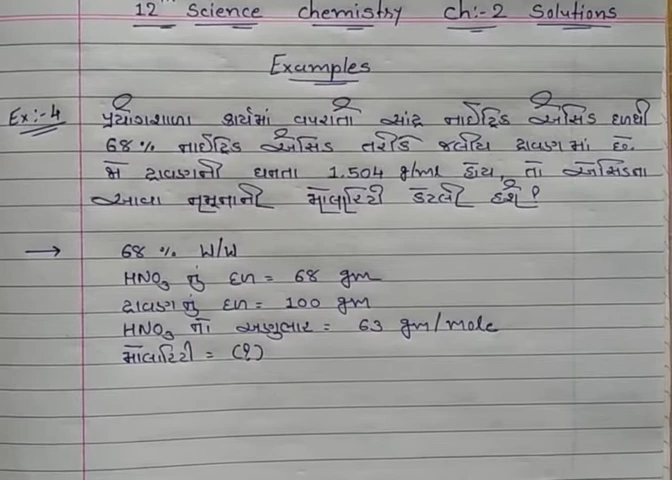 12th Science Chemistry Ch:-2 Solutions
Examples
Ex:-4 પ્રયોગશાળા કાર્યમાં વપરાતો સાંદ્ર નાઈટ્રિક એસિડ દળથી
68% નાઈટ્રિક એસિડ તરીકે જલીય દ્રાવણ માં છે.
જો દ્રાવણની ઘનતા 1.504 g/ml હોય, તો એસિડના
આવા નમૂનાની મોલારિટી કેટલી હશે?
→ 68 % W/W
HNO3 નું દળ = 68 gm
દ્રાવણનું દળ = 100 gm
HNO3 નો અણુભાર = 63 gm/mole
મોલારિટી = (?)